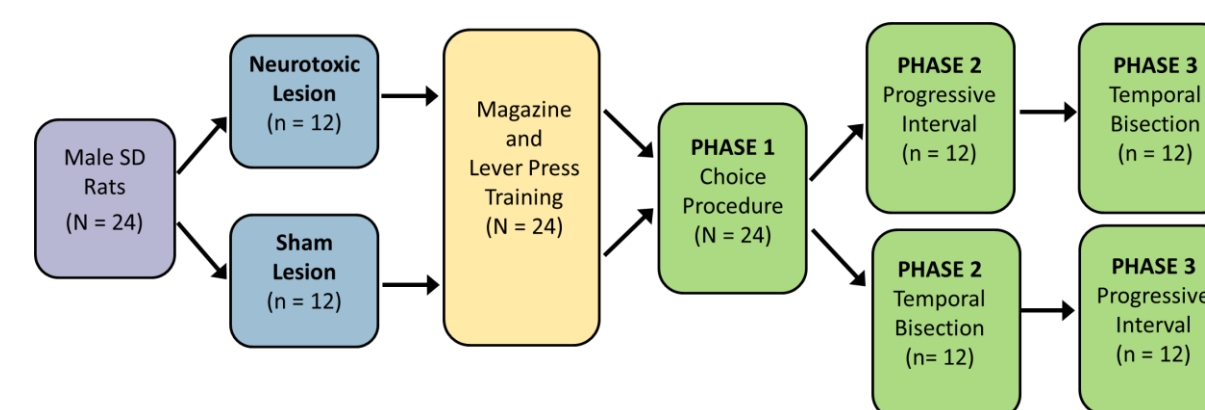 Male SD
Rats
(N = 24)
Neurotoxic
Lesion
(n = 12)
Sham
Lesion
(n = 12)
Magazine
and
Lever Press
Training
(N = 24)
PHASE 1
Choice
Procedure
(N = 24)
PHASE 2
Progressive
Interval
(n = 12)
PHASE 3
Temporal
Bisection
(n = 12)
PHASE 2
Temporal
Bisection
(n= 12)
PHASE 3
Progressive
Interval
(n = 12)